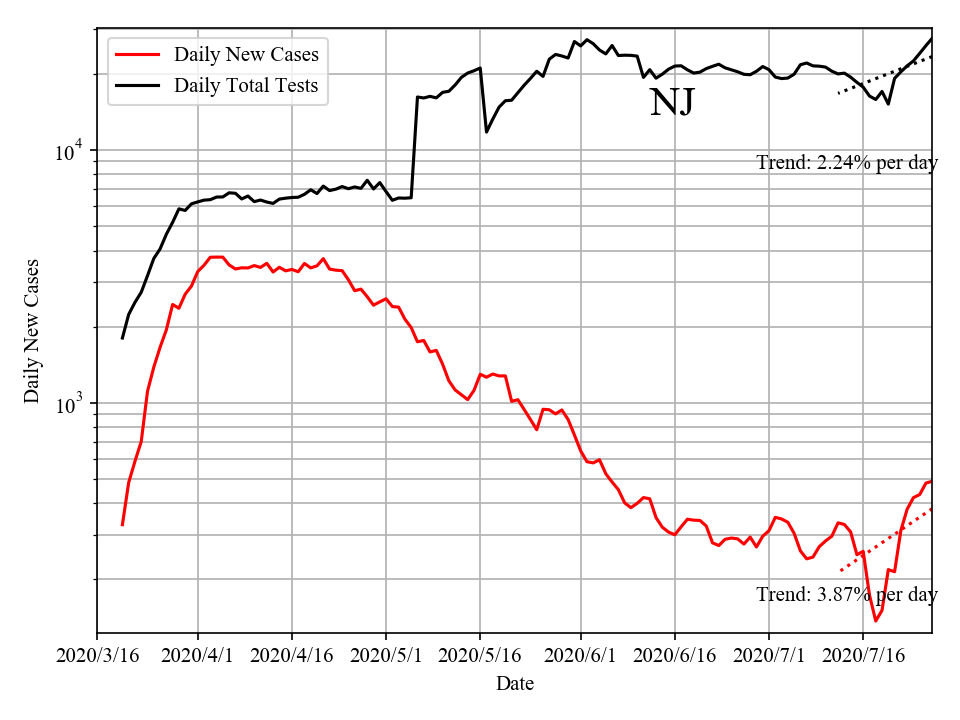 Daily New Cases
Daily Total Tests
NJ
10^4
Trend: 2.24% per day
Daily New Cases
10^3
Trend: 3.87% per day
2020/3/16 2020/4/1 2020/4/16 2020/5/1 2020/5/16 2020/6/1 2020/6/16 2020/7/1 2020/7/16
Date